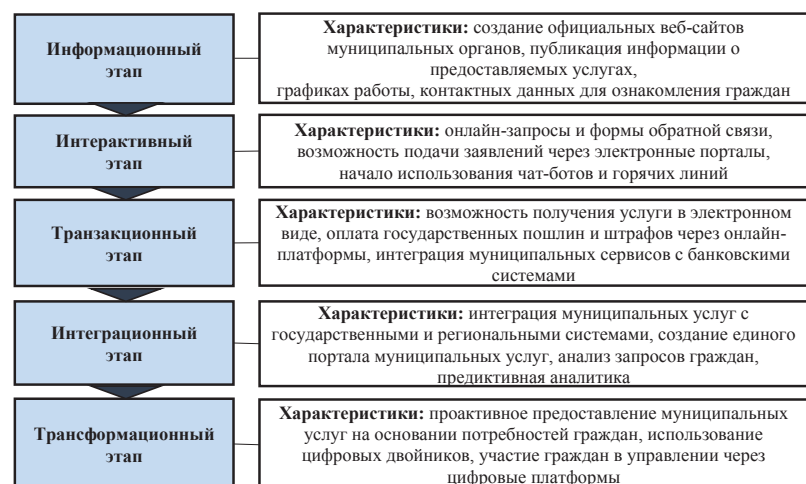 Информационный
этап
Характеристики: создание официальных веб-сайтов
муниципальных органов, публикация информации о
предоставляемых услугах,
графиках работы, контактных данных для ознакомления граждан
Интерактивный
этап
Характеристики: онлайн-запросы и формы обратной связи,
возможность подачи заявлений через электронные порталы,
начало использования чат-ботов и горячих линий
Транзакционный
этап
Характеристики: возможность получения услуги в электронном
виде, оплата государственных пошлин и штрафов через онлайн-
платформы, интеграция муниципальных сервисов с банковскими
системами
Интеграционный
этап
Характеристики: интеграция муниципальных услуг с
государственными и региональными системами, создание единого
портала муниципальных услуг, анализ запросов граждан,
предиктивная аналитика
Трансформационный
этап
Характеристики: проактивное предоставление муниципальных
услуг на основании потребностей граждан, использование
цифровых двойников, участие граждан в управлении через
цифровые платформы